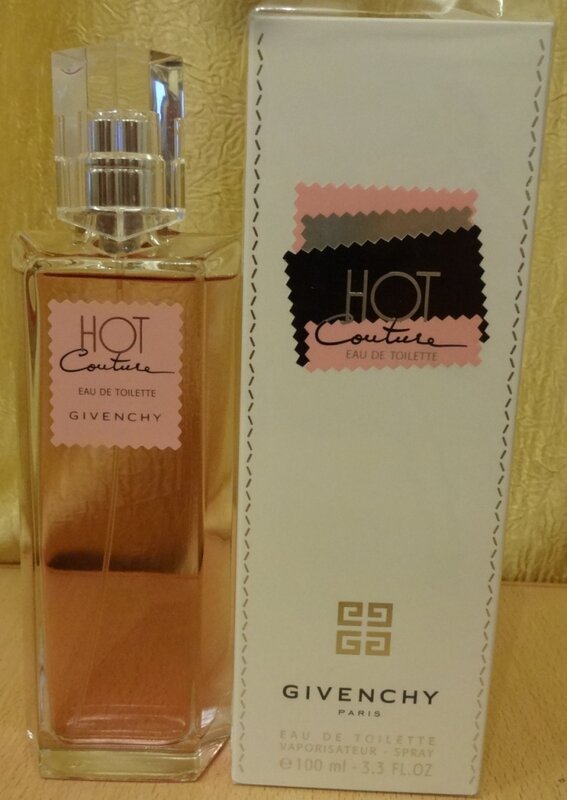 HOT
Couture
EAU DE TOILETTE
GIVENCHY
HOT
Couture
EAU DE TOILETTE
GIVENCHY
PARIS
EAU DE TOILETTE
VAPORISATEUR - SPRAY
℮100 ml - 3.3 FL.OZ